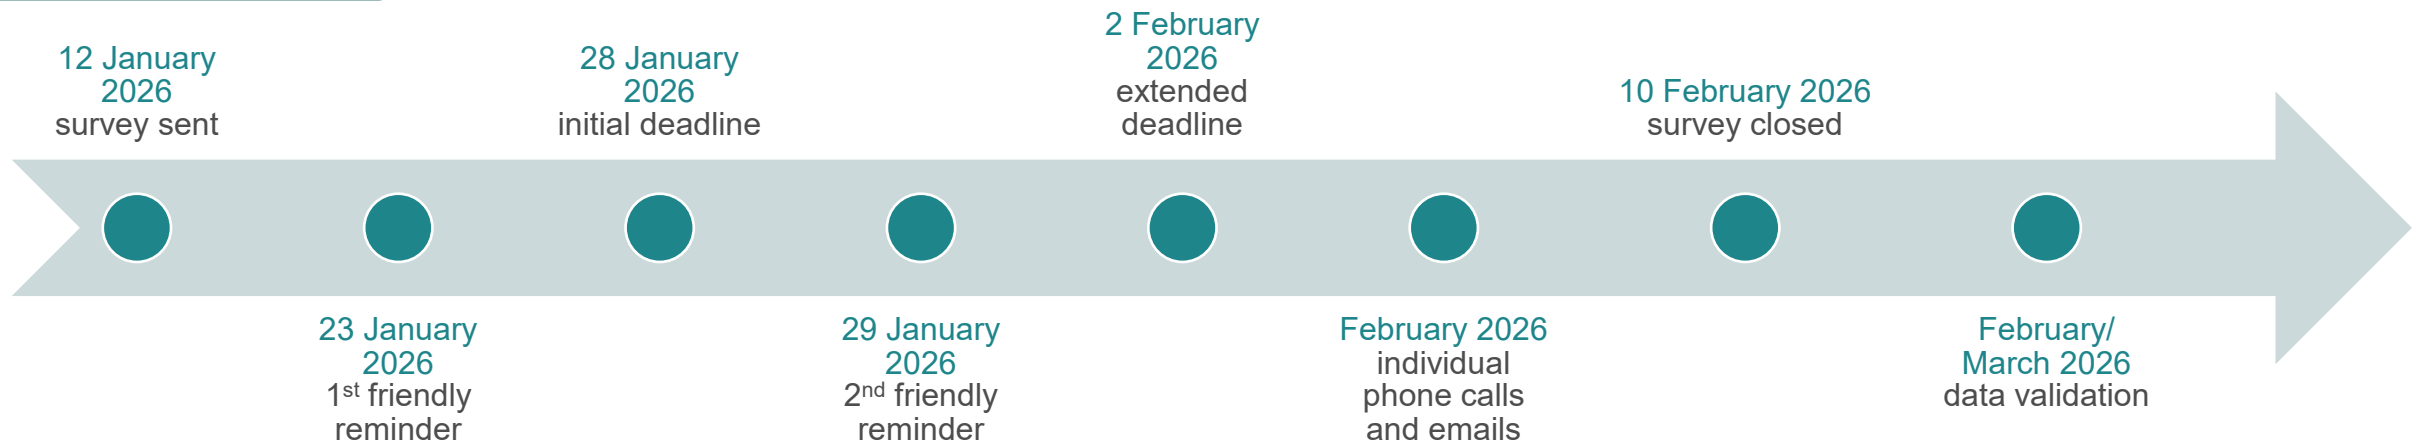 12 January
2026
survey sent
23 January
2026
1st friendly
reminder
28 January
2026
initial deadline
29 January
2026
2nd friendly
reminder
2 February
2026
extended
deadline
February 2026
individual
phone calls
and emails
10 February 2026
survey closed
February/
March 2026
data validation